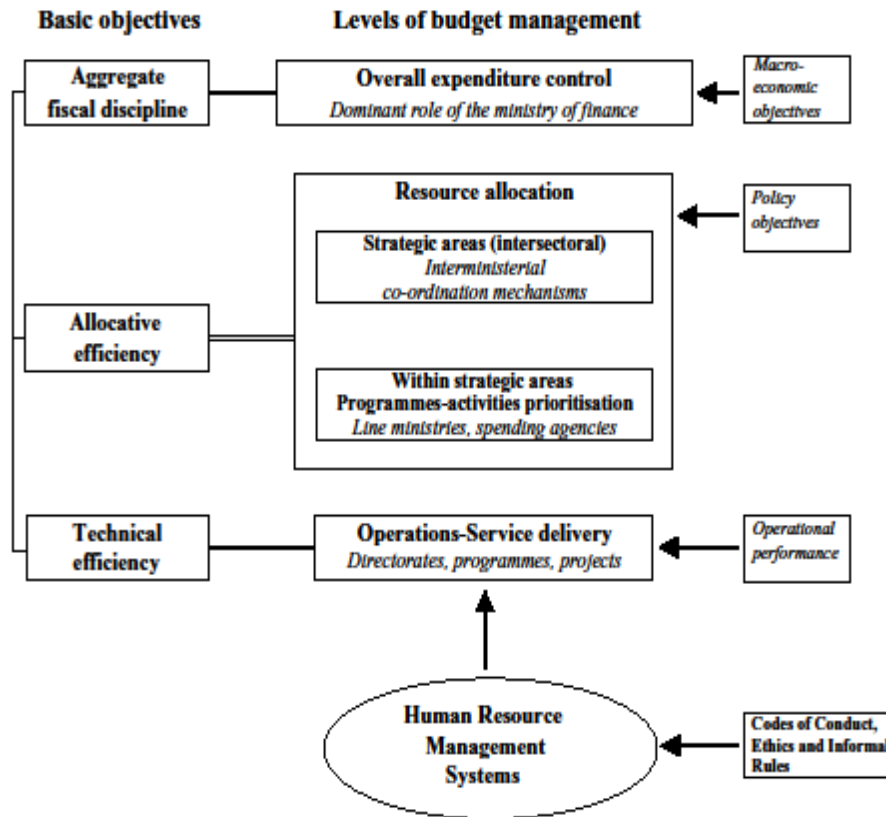 Basic objectives
Levels of budget management
Aggregate
fiscal discipline
Overall expenditure control
Dominant role of the ministry of finance
Macro-
economic
objectives
Resource allocation
Policy
objectives
Strategic areas (intersectoral)
Interministerial
co-ordination mechanisms
Allocative
efficiency
Within strategic areas
Programmes-activities prioritisation
Line ministries, spending agencies
Technical
efficiency
Operations-Service delivery
Directorates, programmes, projects
Operational
performance
Human Resource
Management
Systems
Codes of Conduct,
Ethics and Informal
Rules